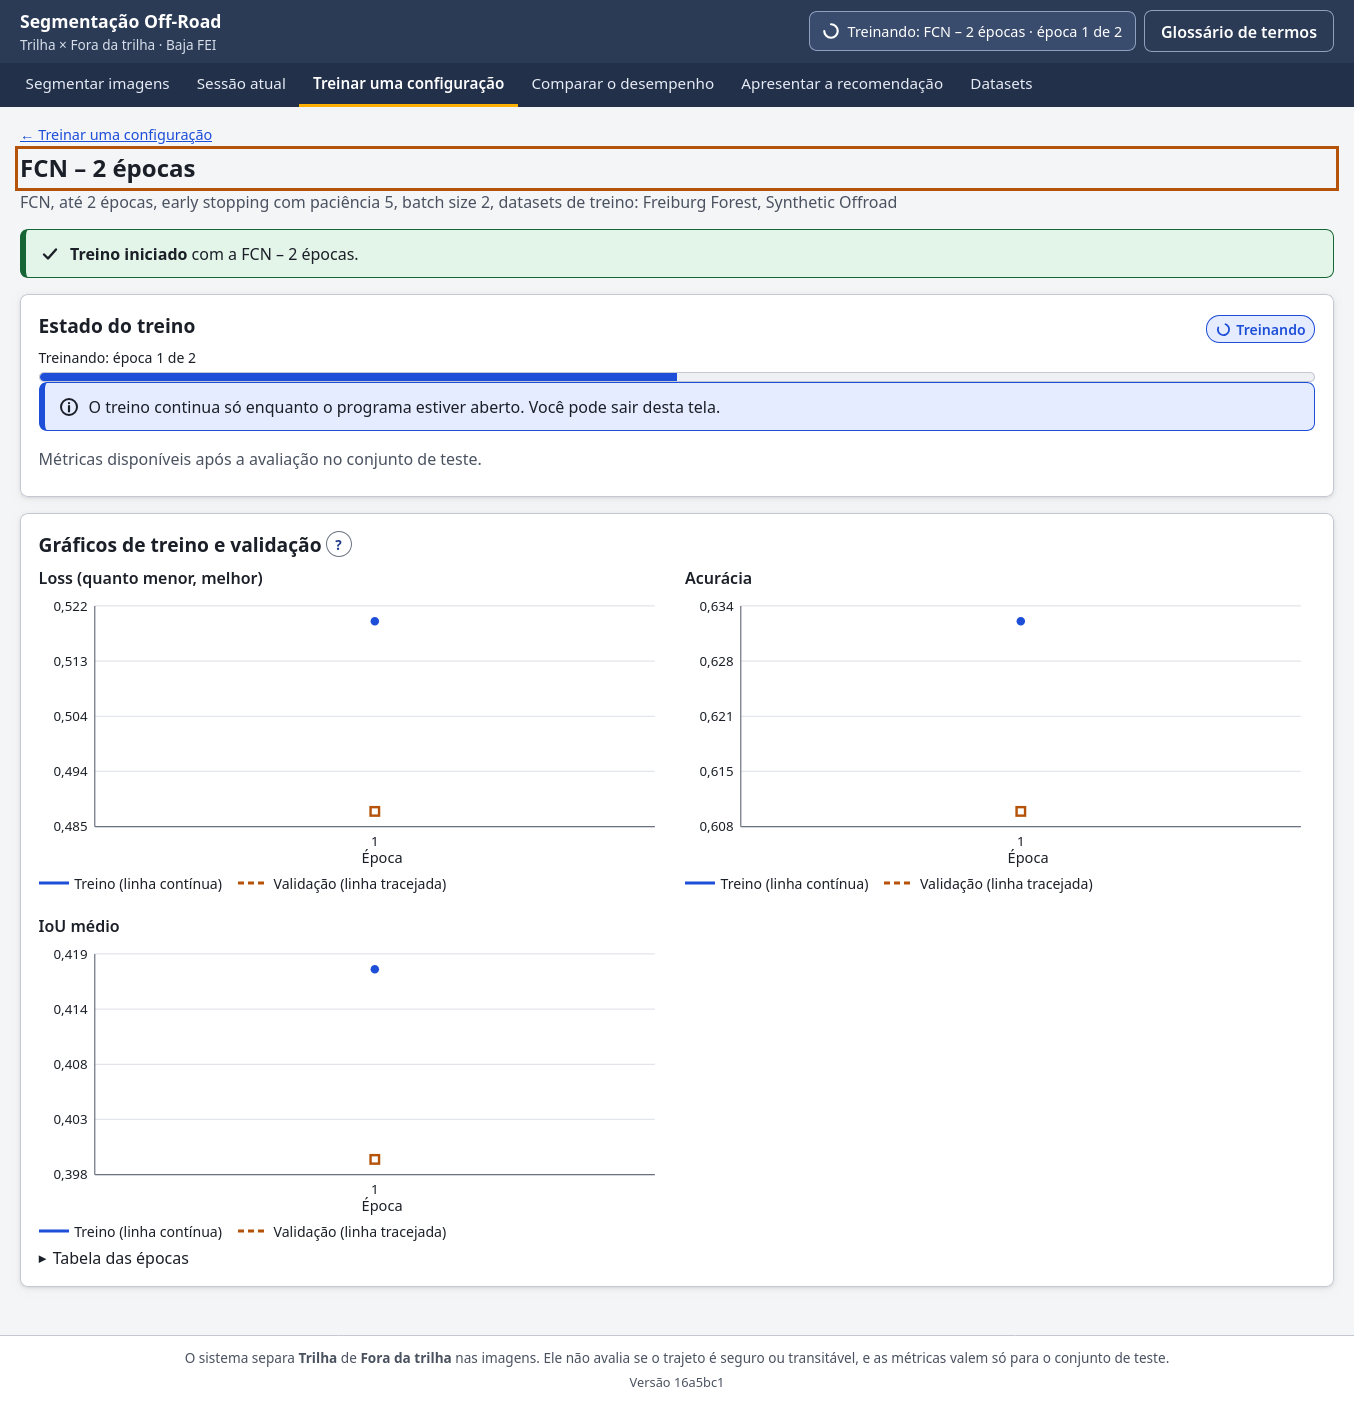 Segmentação Off-Road
Trilha × Fora da trilha · Baja FEI
Treinando: FCN – 2 épocas · época 1 de 2
Glossário de termos
Segmentar imagens
Sessão atual
Treinar uma configuração
Comparar o desempenho
Apresentar a recomendação
Datasets
← Treinar uma configuração
FCN – 2 épocas
FCN, até 2 épocas, early stopping com paciência 5, batch size 2, datasets de treino: Freiburg Forest, Synthetic Offroad
Treino iniciado com a FCN – 2 épocas.
Estado do treino
Treinando
Treinando: época 1 de 2
O treino continua só enquanto o programa estiver aberto. Você pode sair desta tela.
Métricas disponíveis após a avaliação no conjunto de teste.
Gráficos de treino e validação ?
Loss (quanto menor, melhor)
0,522
0,513
0,504
0,494
0,485
1
Época
Treino (linha contínua)
Validação (linha tracejada)
Acurácia
0,634
0,628
0,621
0,615
0,608
1
Época
Treino (linha contínua)
Validação (linha tracejada)
IoU médio
0,419
0,414
0,408
0,403
0,398
1
Época
Treino (linha contínua)
Validação (linha tracejada)
▸ Tabela das épocas
O sistema separa Trilha de Fora da trilha nas imagens. Ele não avalia se o trajeto é seguro ou transitável, e as métricas valem só para o conjunto de teste.
Versão 16a5bc1